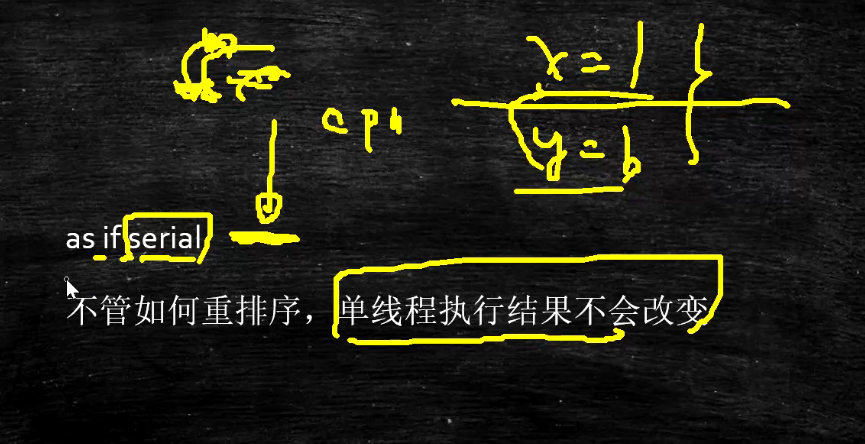 x=1
cpu
y=b
as if serial
不管如何重排序，单线程执行结果不会改变